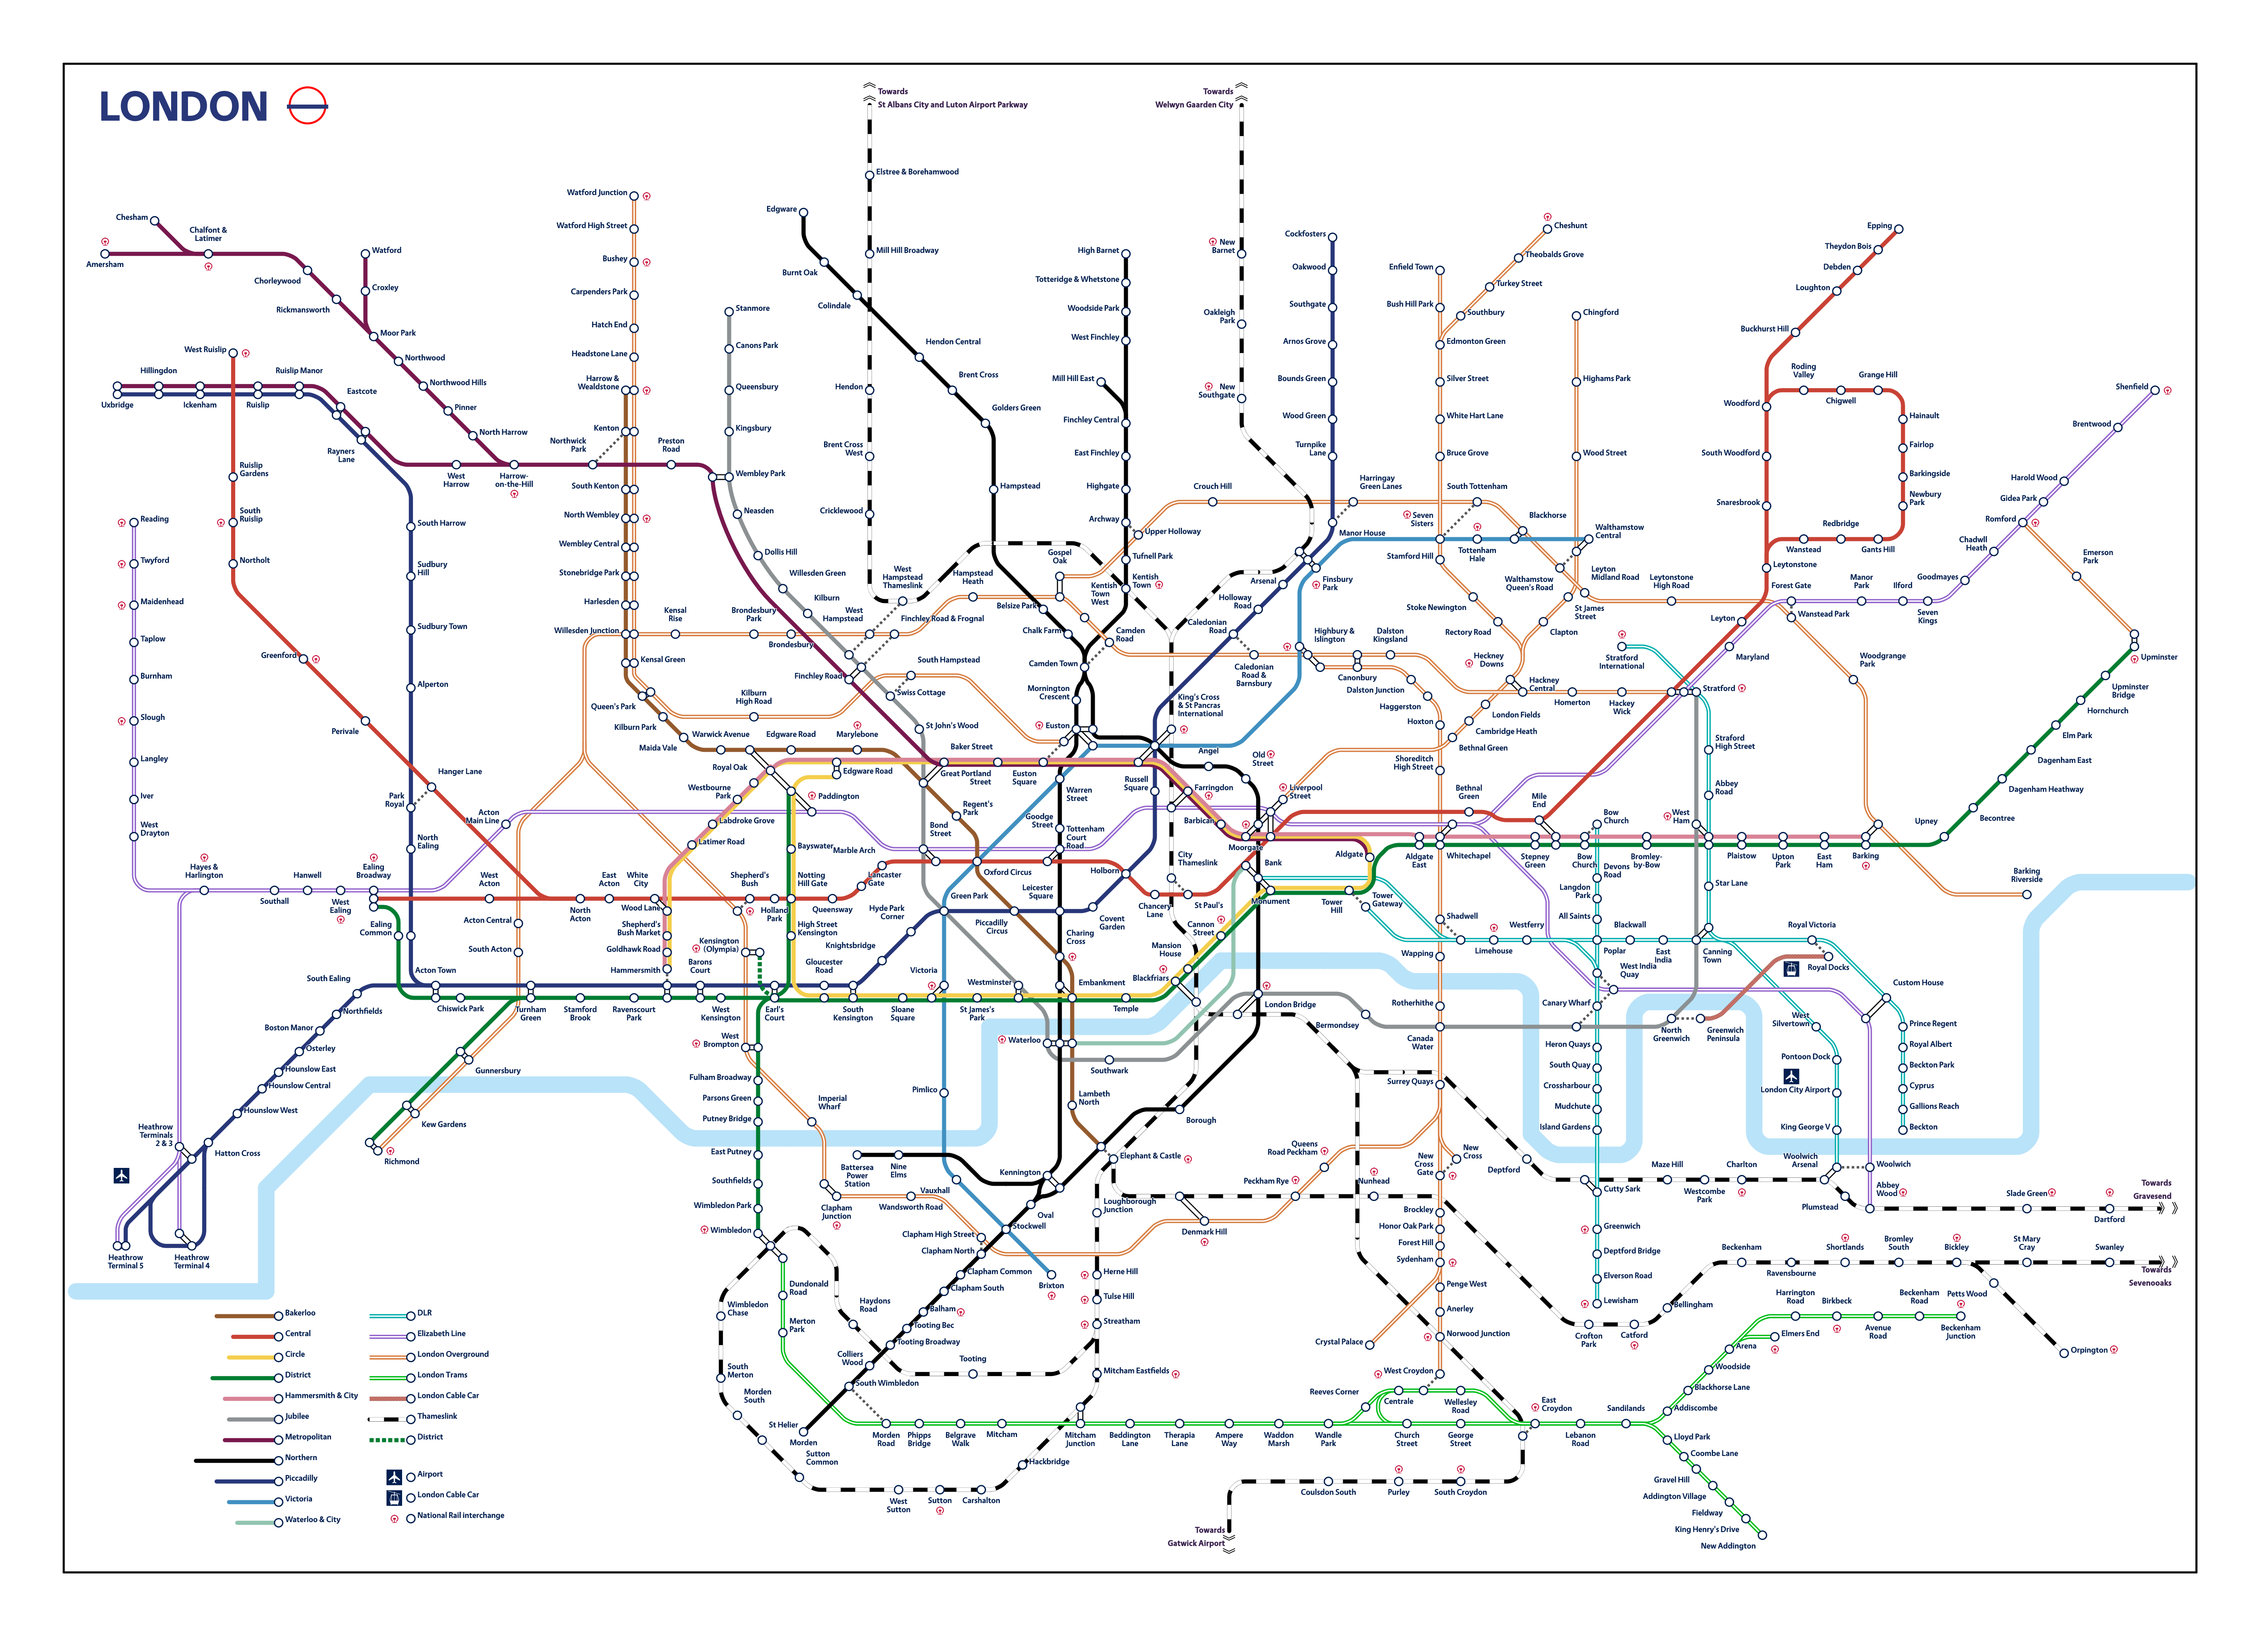 LONDON
Towards
St Albans City and Luton Airport Parkway
Towards
Welwyn Gaarden City
Elstree & Borehamwood
Mill Hill Broadway
Hendon
Brent Cross
West
Cricklewood
West
Hampstead
Thameslink
New
Barnet
Oakleigh
Park
New
Southgate
Chesham
Amersham
Chalfont &
Latimer
Chorleywood
Rickmansworth
Watford
Croxley
Moor Park
Northwood
Northwood Hills
Pinner
North Harrow
Harrow-
on-the-Hill
West
Harrow
Northwick
Park
Preston
Road
Wembley Park
West Ruislip
Hillingdon
Uxbridge
Ickenham
Ruislip
Ruislip Manor
Eastcote
Rayners
Lane
Ruislip
Gardens
South
Ruislip
Northolt
Greenford
Perivale
Hanger Lane
South Harrow
Sudbury
Hill
Sudbury Town
Alperton
Park
Royal
North
Ealing
Reading
Twyford
Maidenhead
Taplow
Burnham
Slough
Langley
Iver
West
Drayton
Hayes &
Harlington
Southall
Hanwell
West
Ealing
Ealing
Broadway
Acton
Main Line
Ealing
Common
West
Acton
North
Acton
East
Acton
White
City
Acton Central
South Acton
Watford Junction
Watford High Street
Bushey
Carpenders Park
Hatch End
Headstone Lane
Harrow &
Wealdstone
Kenton
South Kenton
North Wembley
Wembley Central
Stonebridge Park
Harlesden
Willesden Junction
Kensal Green
Queen's Park
Kilburn Park
Maida Vale
Warwick Avenue
Edgware Road
Marylebone
Kensal
Rise
Brondesbury
Park
Brondesbury
West
Hampstead
Finchley Road & Frognal
Hampstead
Heath
Gospel
Oak
Kilburn
High Road
South Hampstead
Stanmore
Canons Park
Queensbury
Kingsbury
Neasden
Dollis Hill
Willesden Green
Kilburn
Finchley Road
Swiss Cottage
St John's Wood
Baker Street
Edgware
Burnt Oak
Colindale
Hendon Central
Brent Cross
Golders Green
Hampstead
Belsize Park
Chalk Farm
Camden Town
Mornington
Crescent
Euston
High Barnet
Totteridge & Whetstone
Woodside Park
West Finchley
Mill Hill East
Finchley Central
East Finchley
Highgate
Archway
Upper Holloway
Tufnell Park
Kentish
Town
Kentish
Town
West
Camden
Road
Crouch Hill
Harringay
Green Lanes
South Tottenham
Cockfosters
Oakwood
Southgate
Arnos Grove
Bounds Green
Wood Green
Turnpike
Lane
Manor House
Finsbury
Park
Arsenal
Holloway
Road
Caledonian
Road
Caledonian
Road &
Barnsbury
Highbury &
Islington
Canonbury
Dalston
Kingsland
Dalston Junction
Haggerston
Hoxton
Shoreditch
High Street
Enfield Town
Bush Hill Park
Edmonton Green
Silver Street
White Hart Lane
Bruce Grove
Seven
Sisters
Stamford Hill
Stoke Newington
Rectory Road
Cheshunt
Theobalds Grove
Turkey Street
Southbury
Chingford
Highams Park
Wood Street
Blackhorse
Tottenham
Hale
Walthamstow
Central
Walthamstow
Queen's Road
Leyton
Midland Road
St James
Street
Clapton
Leytonstone
High Road
Heckney
Downs
Hackney
Central
Homerton
Hackey
Wick
London Fields
Cambridge Heath
Bethnal Green
Stratford
International
Stratford
Epping
Theydon Bois
Debden
Loughton
Buckhurst Hill
Woodford
South Woodford
Snaresbrook
Leytonstone
Leyton
Roding
Valley
Chigwell
Grange Hill
Hainault
Fairlop
Barkingside
Newbury
Park
Redbridge
Wanstead
Gants Hill
Shenfield
Brentwood
Harold Wood
Gidea Park
Romford
Chadwll
Heath
Goodmayes
Seven
Kings
Ilford
Manor
Park
Forest Gate
Wanstead Park
Maryland
Woodgrange
Park
Emerson
Park
Upminster
Upminster
Bridge
Hornchurch
Elm Park
Dagenham East
Dagenham Heathway
Becontree
Upney
Barking
Barking
Riverside
East
Ham
Upton
Park
Plaistow
West
Ham
Bromley-
by-Bow
Bow
Church
Bow
Church
Stepney
Green
Mile
End
Bethnal
Green
Whitechapel
Aldgate
East
Aldgate
Straford
High Street
Abbey
Road
Star Lane
Devons
Road
Langdon
Park
All Saints
Poplar
Blackwall
East
India
Canning
Town
Royal Victoria
Royal Docks
Custom House
Prince Regent
Royal Albert
Beckton Park
Cyprus
Gallions Reach
Beckton
West
Silvertown
Pontoon Dock
London City Airport
King George V
Woolwich
Arsenal
Woolwich
Abbey
Wood
Plumstead
North
Greenwich
Greenwich
Peninsula
Westferry
Limehouse
Shadwell
Wapping
Rotherhithe
Canada
Water
Surrey Quays
West India
Quay
Canary Wharf
Heron Quays
South Quay
Crossharbour
Mudchute
Island Gardens
Cutty Sark
Greenwich
Deptford Bridge
Elverson Road
Lewisham
Royal Oak
Westbourne
Park
Labdroke Grove
Latimer Road
Wood Lane
Shepherd's
Bush Market
Goldhawk Road
Hammersmith
Edgware Road
Paddington
Bayswater
Notting
Hill Gate
High Street
Kensington
Shepherd's
Bush
Holland
Park
Queensway
Lancaster
Gate
Marble Arch
Bond
Street
Oxford Circus
Regent's
Park
Great Portland
Street
Euston
Square
Warren
Street
Goodge
Street
Tottenham
Court
Road
King's Cross
& St Pancras
International
Russell
Square
Angel
Old
Street
Farringdon
Barbican
Moorgate
Liverpool
Street
City
Thameslink
Bank
Holborn
Chancery
Lane
St Paul's
Monument
Tower
Hill
Tower
Gateway
Cannon
Street
Mansion
House
Blackfriars
Leicester
Square
Covent
Garden
Piccadilly
Circus
Green Park
Hyde Park
Corner
Knightsbridge
Charing
Cross
Embankment
Temple
Westminster
St James's
Park
Victoria
Sloane
Square
South
Kensington
Gloucester
Road
Earl's
Court
Kensington
(Olympia)
Barons
Court
West
Kensington
Ravenscourt
Park
Stamford
Brook
Turnham
Green
Chiswick Park
Acton Town
South Ealing
Northfields
Boston Manor
Osterley
Hounslow East
Hounslow Central
Hounslow West
Hatton Cross
Heathrow
Terminals
2 & 3
Heathrow
Terminal 5
Heathrow
Terminal 4
Gunnersbury
Kew Gardens
Richmond
West
Brompton
Fulham Broadway
Parsons Green
Putney Bridge
East Putney
Southfields
Wimbledon Park
Wimbledon
Imperial
Wharf
Clapham
Junction
Wandsworth Road
Battersea
Power
Station
Nine
Elms
Vauxhall
Pimlico
Waterloo
Southwark
London Bridge
Bermondsey
Borough
Lambeth
North
Elephant & Castle
Kennington
Oval
Stockwell
Brixton
Clapham High Street
Clapham North
Clapham Common
Clapham South
Balham
Tooting Bec
Tooting Broadway
Colliers
Wood
South Wimbledon
Morden
Loughborough
Junction
Herne Hill
Tulse Hill
Streatham
Mitcham Eastfields
Tooting
Haydons
Road
Denmark Hill
Peckham Rye
Queens
Road Peckham
Nunhead
New
Cross
Gate
New
Cross
Brockley
Honor Oak Park
Forest Hill
Sydenham
Penge West
Anerley
Norwood Junction
Crystal Palace
West Croydon
Deptford
Maze Hill
Westcombe
Park
Charlton
Slade Green
Dartford
Towards
Gravesend
Crofton
Park
Catford
Bellingham
Beckenham
Ravensbourne
Shortlands
Bromley
South
Bickley
St Mary
Cray
Swanley
Towards
Sevenooaks
Petts Wood
Orpington
Wimbledon
Chase
South
Merton
Morden
South
St Helier
Sutton
Common
West
Sutton
Sutton
Carshalton
Hackbridge
Dundonald
Road
Merton
Park
Morden
Road
Phipps
Bridge
Belgrave
Walk
Mitcham
Mitcham
Junction
Beddington
Lane
Therapia
Lane
Ampere
Way
Waddon
Marsh
Wandle
Park
Reeves Corner
Centrale
Church
Street
Wellesley
Road
George
Street
East
Croydon
Lebanon
Road
Sandilands
Addiscombe
Blackhorse Lane
Woodside
Arena
Elmers End
Harrington
Road
Birkbeck
Avenue
Road
Beckenham
Road
Beckenham
Junction
Lloyd Park
Coombe Lane
Gravel Hill
Addington Village
Fieldway
King Henry's Drive
New Addington
Coulsdon South
Purley
South Croydon
Towards
Gatwick Airport
Bakerloo
Central
Circle
District
Hammersmith & City
Jubilee
Metropolitan
Northern
Piccadilly
Victoria
Waterloo & City
DLR
Elizabeth Line
London Overground
London Trams
London Cable Car
Thameslink
District
Airport
London Cable Car
National Rail interchange